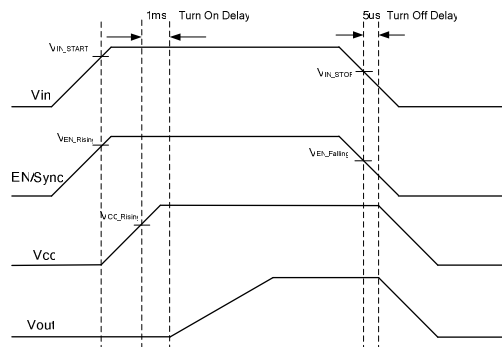 1ms Turn On Delay
5us Turn Off Delay
VIN_START
VIN_STOP
Vin
VEN_Rising
VEN_Falling
EN/Sync
VCC_Rising
Vcc
Vout